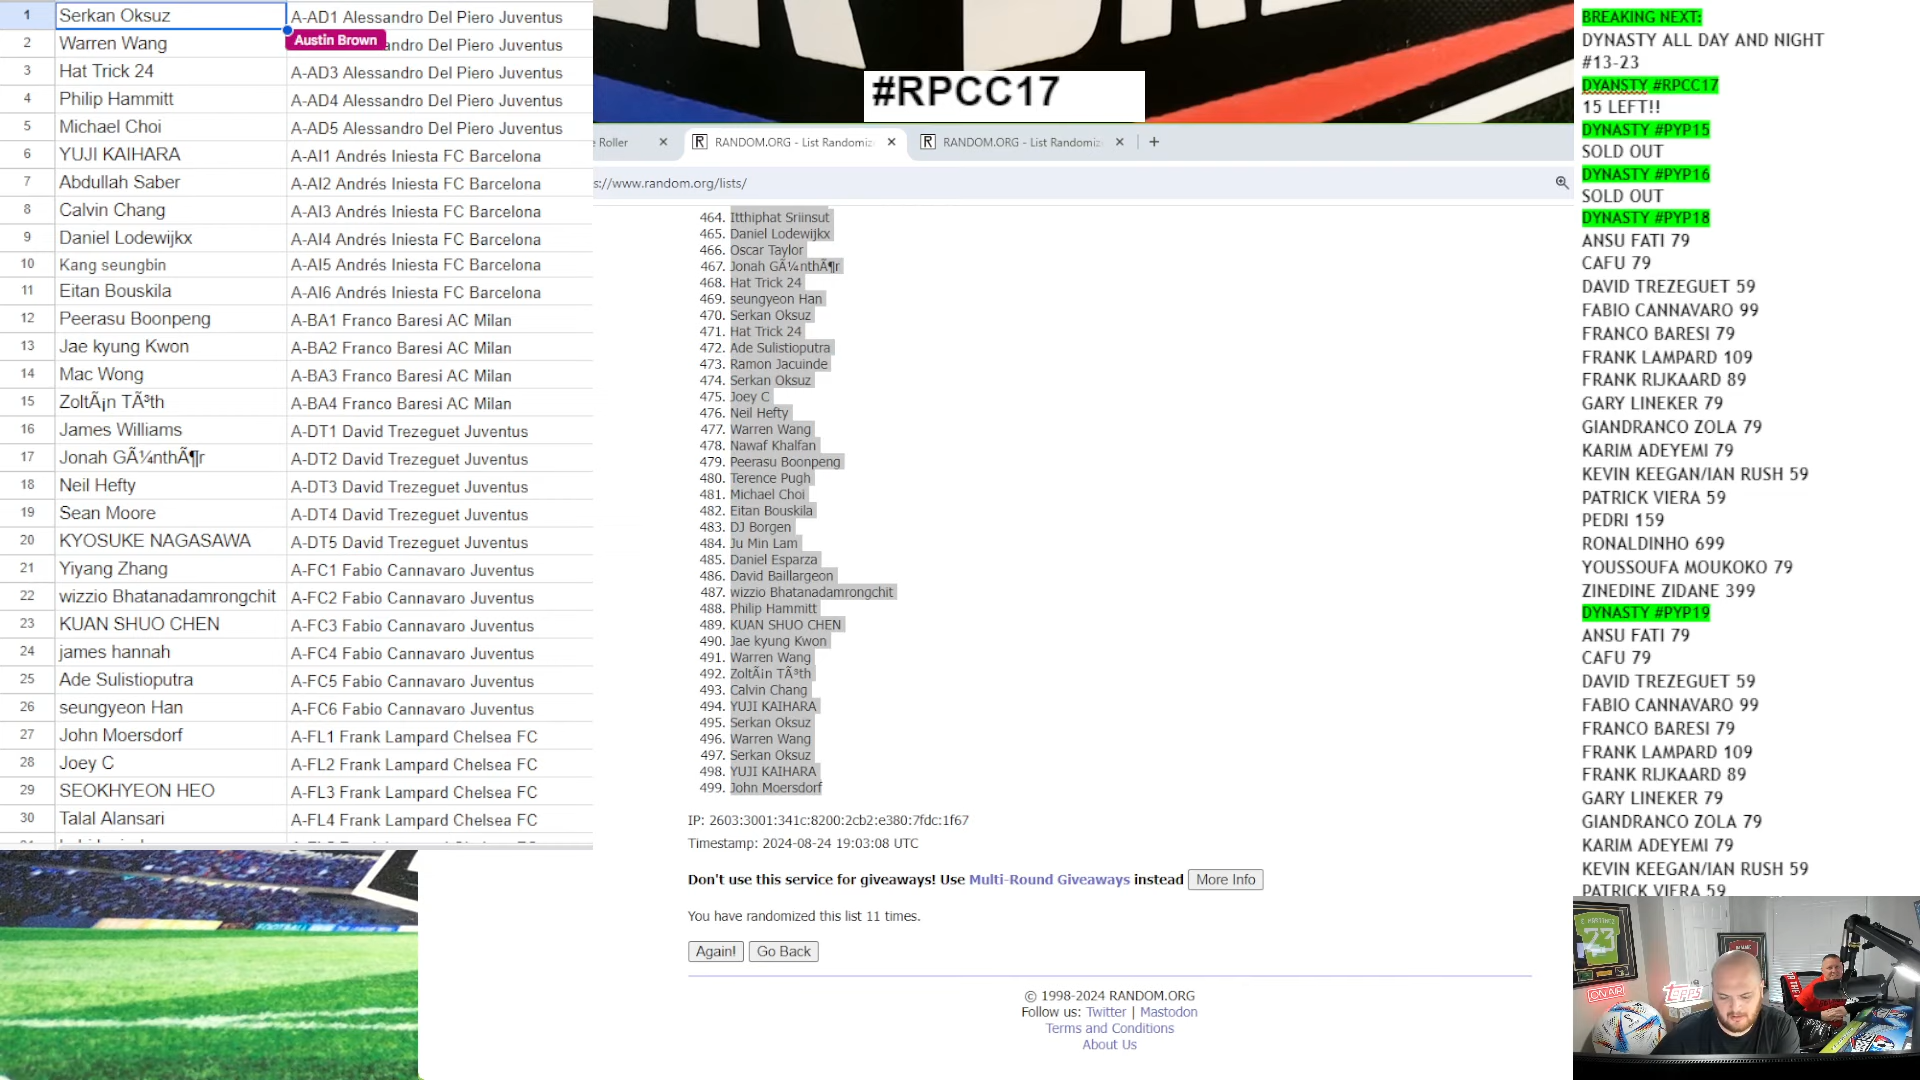 1 Serkan Oksuz A-AD1 Alessandro Del Piero Juventus
2 Warren Wang Austin Brown andro Del Piero Juventus
3 Hat Trick 24 A-AD3 Alessandro Del Piero Juventus
4 Philip Hammitt A-AD4 Alessandro Del Piero Juventus
5 Michael Choi A-AD5 Alessandro Del Piero Juventus
6 YUJI KAIHARA A-AI1 Andrés Iniesta FC Barcelona
7 Abdullah Saber A-AI2 Andrés Iniesta FC Barcelona
8 Calvin Chang A-AI3 Andrés Iniesta FC Barcelona
9 Daniel Lodewijkx A-AI4 Andrés Iniesta FC Barcelona
10 Kang seungbin A-AI5 Andrés Iniesta FC Barcelona
11 Eitan Bouskila A-AI6 Andrés Iniesta FC Barcelona
12 Peerasu Boonpeng A-BA1 Franco Baresi AC Milan
13 Jae kyung Kwon A-BA2 Franco Baresi AC Milan
14 Mac Wong A-BA3 Franco Baresi AC Milan
15 ZoltÃ¡n TÃ³th A-BA4 Franco Baresi AC Milan
16 James Williams A-DT1 David Trezeguet Juventus
17 Jonah GÃ¼nthÃ¶r A-DT2 David Trezeguet Juventus
18 Neil Hefty A-DT3 David Trezeguet Juventus
19 Sean Moore A-DT4 David Trezeguet Juventus
20 KYOSUKE NAGASAWA A-DT5 David Trezeguet Juventus
21 Yiyang Zhang A-FC1 Fabio Cannavaro Juventus
22 wizzio Bhatanadamrongchit A-FC2 Fabio Cannavaro Juventus
23 KUAN SHUO CHEN A-FC3 Fabio Cannavaro Juventus
24 james hannah A-FC4 Fabio Cannavaro Juventus
25 Ade Sulistioputra A-FC5 Fabio Cannavaro Juventus
26 seungyeon Han A-FC6 Fabio Cannavaro Juventus
27 John Moersdorf A-FL1 Frank Lampard Chelsea FC
28 Joey C A-FL2 Frank Lampard Chelsea FC
29 SEOKHYEON HEO A-FL3 Frank Lampard Chelsea FC
30 Talal Alansari A-FL4 Frank Lampard Chelsea FC
#RPCC17
Roller RANDOM.ORG - List Randomiz RANDOM.ORG - List Randomiz
s://www.random.org/lists/
464. Itthiphat Sriinsut
465. Daniel Lodewijkx
466. Oscar Taylor
467. Jonah GÃ¼nthÃ¶r
468. Hat Trick 24
469. seungyeon Han
470. Serkan Oksuz
471. Hat Trick 24
472. Ade Sulistioputra
473. Ramon Jacuinde
474. Serkan Oksuz
475. Joey C
476. Neil Hefty
477. Warren Wang
478. Nawaf Khalfan
479. Peerasu Boonpeng
480. Terence Pugh
481. Michael Choi
482. Eitan Bouskila
483. DJ Borgen
484. Ju Min Lam
485. Daniel Esparza
486. David Baillargeon
487. wizzio Bhatanadamrongchit
488. Philip Hammitt
489. KUAN SHUO CHEN
490. Jae kyung Kwon
491. Warren Wang
492. ZoltÃ¡n TÃ³th
493. Calvin Chang
494. YUJI KAIHARA
495. Serkan Oksuz
496. Warren Wang
497. Serkan Oksuz
498. YUJI KAIHARA
499. John Moersdorf
IP: 2603:3001:341c:8200:2cb2:e380:7fdc:1f67
Timestamp: 2024-08-24 19:03:08 UTC
Don't use this service for giveaways! Use Multi-Round Giveaways instead More Info
You have randomized this list 11 times.
Again! Go Back
© 1998-2024 RANDOM.ORG
Follow us: Twitter | Mastodon
Terms and Conditions
About Us
BREAKING NEXT:
DYNASTY ALL DAY AND NIGHT
#13-23
DYANSTY #RPCC17
15 LEFT!!
DYNASTY #PYP15
SOLD OUT
DYNASTY #PYP16
SOLD OUT
DYNASTY #PYP18
ANSU FATI 79
CAFU 79
DAVID TREZEGUET 59
FABIO CANNAVARO 99
FRANCO BARESI 79
FRANK LAMPARD 109
FRANK RIJKAARD 89
GARY LINEKER 79
GIANDRANCO ZOLA 79
KARIM ADEYEMI 79
KEVIN KEEGAN/IAN RUSH 59
PATRICK VIERA 59
PEDRI 159
RONALDINHO 699
YOUSSOUFA MOUKOKO 79
ZINEDINE ZIDANE 399
DYNASTY #PYP19
ANSU FATI 79
CAFU 79
DAVID TREZEGUET 59
FABIO CANNAVARO 99
FRANCO BARESI 79
FRANK LAMPARD 109
FRANK RIJKAARD 89
GARY LINEKER 79
GIANDRANCO ZOLA 79
KARIM ADEYEMI 79
KEVIN KEEGAN/IAN RUSH 59
PATRICK VIERA 59
23
ON AIR
topps